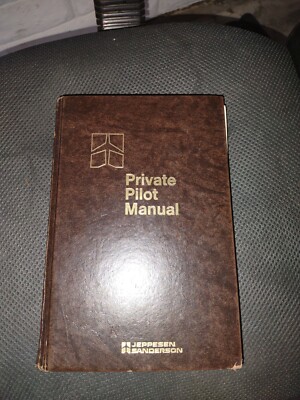 Private
Pilot
Manual
JEPPESEN
SANDERSON